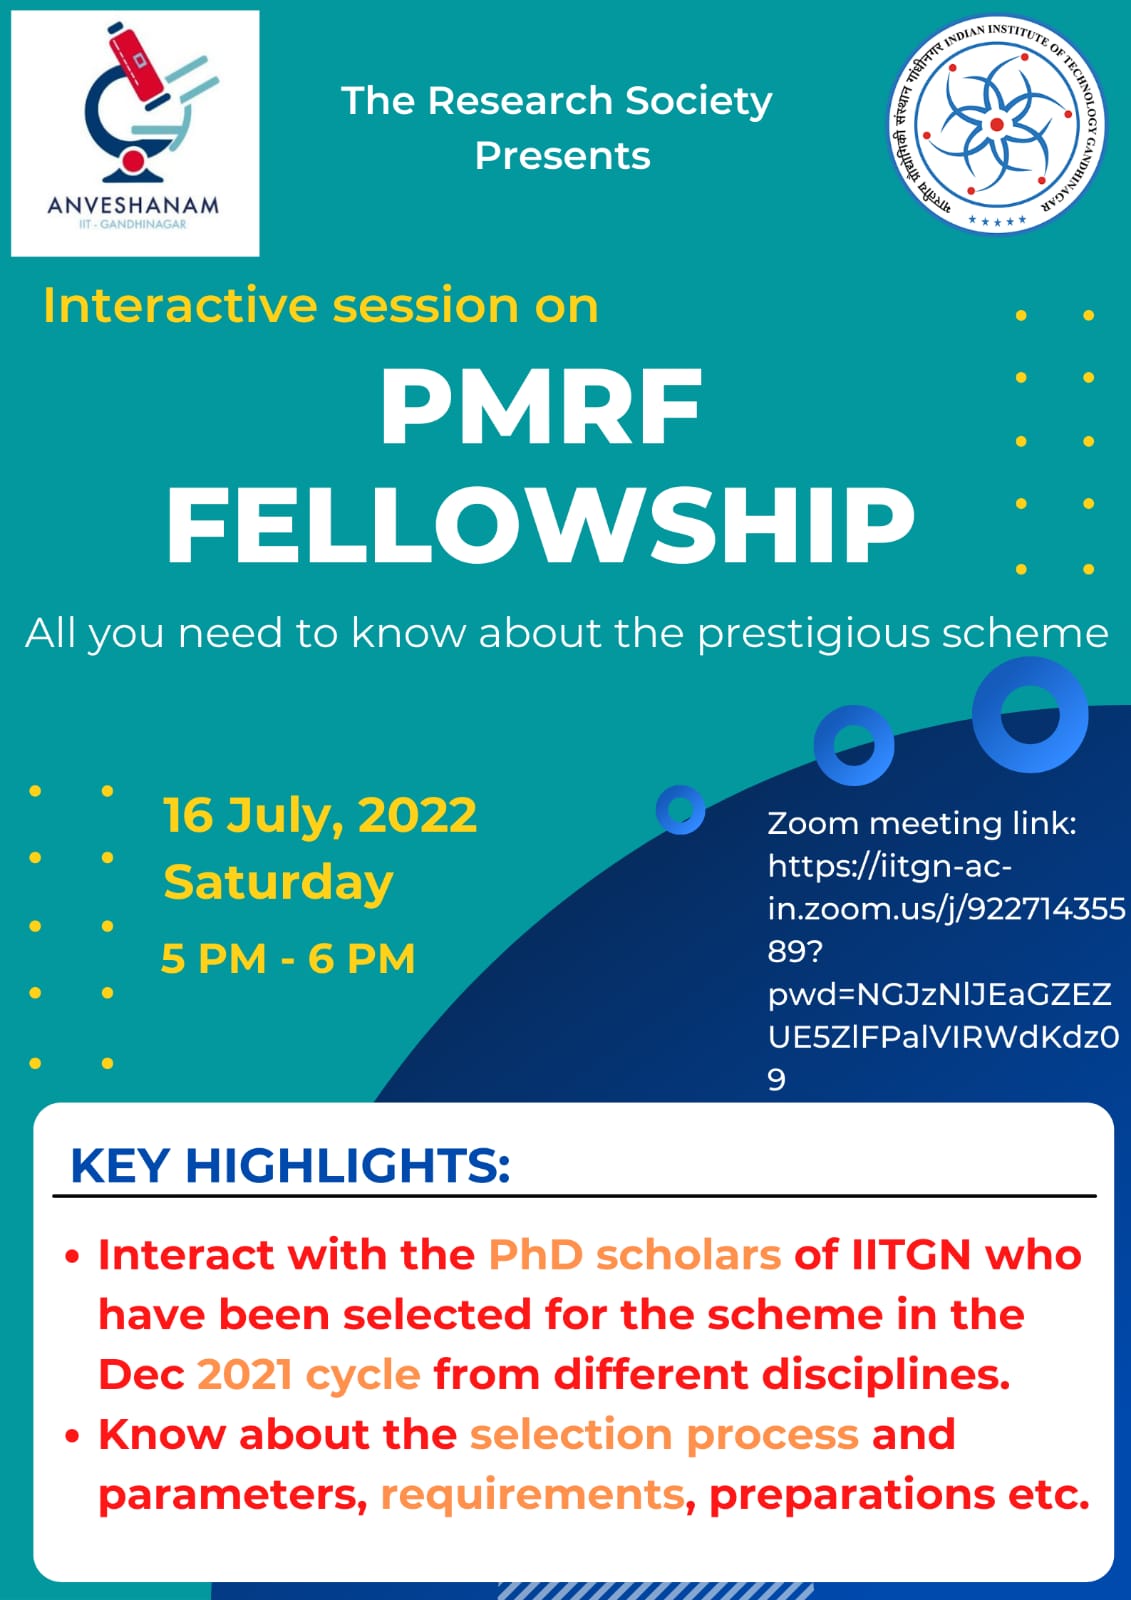 ANVESHANAM
IIT - GANDHINAGAR
The Research Society
Presents
भारतीय प्रौद्योगिकी संस्थान गांधीनगर INDIAN INSTITUTE OF TECHNOLOGY GANDHINAGAR
Interactive session on
PMRF
FELLOWSHIP
All you need to know about the prestigious scheme
16 July, 2022
Saturday
5 PM - 6 PM
Zoom meeting link:
https://iitgn-ac-
in.zoom.us/j/922714355
89?
pwd=NGJzNlJEaGZEZ
UE5ZlFPalVIRWdKdz0
9
KEY HIGHLIGHTS:
• Interact with the PhD scholars of IITGN who
have been selected for the scheme in the
Dec 2021 cycle from different disciplines.
• Know about the selection process and
parameters, requirements, preparations etc.